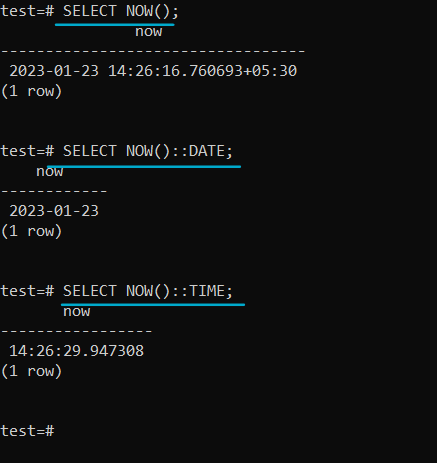 test=# SELECT NOW();
now
----------------------------------
2023-01-23 14:26:16.760693+05:30
(1 row)
test=# SELECT NOW()::DATE;
now
------------
2023-01-23
(1 row)
test=# SELECT NOW()::TIME;
now
-----------------
14:26:29.947308
(1 row)
test=#